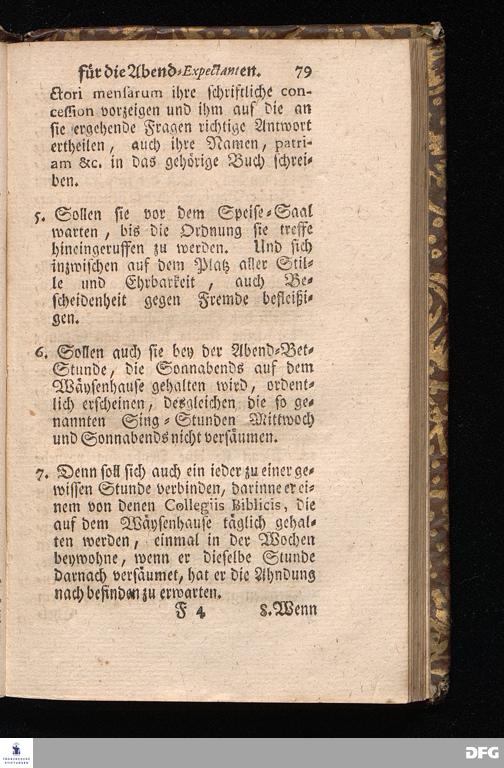 für die Abend-Expectanten. 79
ctori mensarum ihre schriftliche con-
cession vorzeigen und ihm auf die an
sie ergehende Fragen richtige Antwort
ertheilen, auch ihre Namen, patri-
am &c. in das gehörige Buch schrei-
ben.
5. Sollen sie vor dem Speise-Saal
warten, bis die Ordnung sie treffe
hineingeruffen zu werden. Und sich
inzwischen auf dem Platz aller Stil-
le und Ehrbarkeit, auch Be-
scheidenheit gegen Fremde befleißi-
gen.
6. Sollen auch sie bey der Abend-Bet-
Stunde, die Sonnabends auf dem
Wäysenhause gehalten wird, ordent-
lich erscheinen, desgleichen die so ge-
nannten Sing-Stunden Mittwoch
und Sonnabends nicht versäumen.
7. Denn soll sich auch ein ieder zu einer ge-
wissen Stunde verbinden, darinne er ei-
nem von denen Collegiis Biblicis, die
auf dem Wäysenhause täglich gehal-
ten werden, einmal in der Wochen
beywohne, wenn er dieselbe Stunde
darnach versäumet, hat er die Ahndung
nach befinden zu erwarten.
F 4 8. Wenn
FRANCKESCHE
STIFTUNGEN
DFG